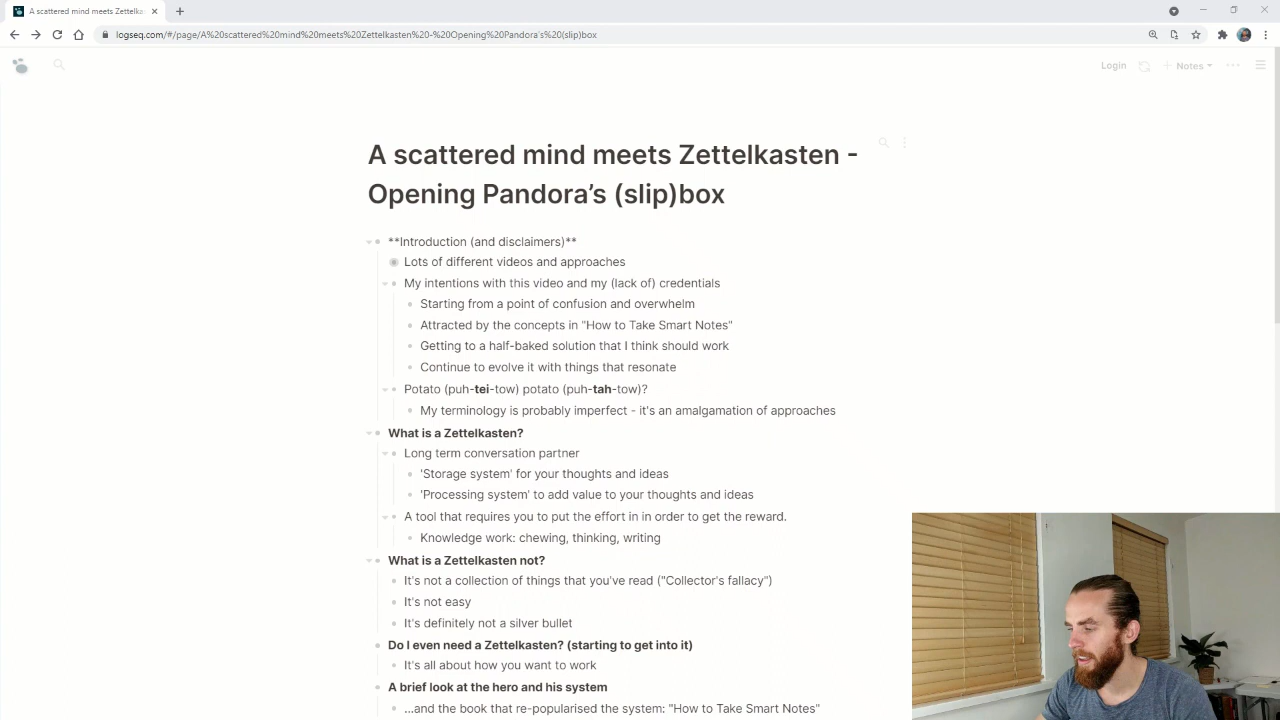 A scattered mind meets Zettelka
logseq.com/#/page/A%20scattered%20mind%20meets%20Zettelkasten%20-%20Opening%20Pandora's%20(slip)box
Login
Notes
A scattered mind meets Zettelkasten -
Opening Pandora’s (slip)box
**Introduction (and disclaimers)**
Lots of different videos and approaches
My intentions with this video and my (lack of) credentials
Starting from a point of confusion and overwhelm
Attracted by the concepts in "How to Take Smart Notes"
Getting to a half-baked solution that I think should work
Continue to evolve it with things that resonate
Potato (puh-tei-tow) potato (puh-tah-tow)?
My terminology is probably imperfect - it's an amalgamation of approaches
What is a Zettelkasten?
Long term conversation partner
'Storage system' for your thoughts and ideas
'Processing system' to add value to your thoughts and ideas
A tool that requires you to put the effort in in order to get the reward.
Knowledge work: chewing, thinking, writing
What is a Zettelkasten not?
It's not a collection of things that you've read ("Collector's fallacy")
It's not easy
It's definitely not a silver bullet
Do I even need a Zettelkasten? (starting to get into it)
It's all about how you want to work
A brief look at the hero and his system
...and the book that re-popularised the system: "How to Take Smart Notes"